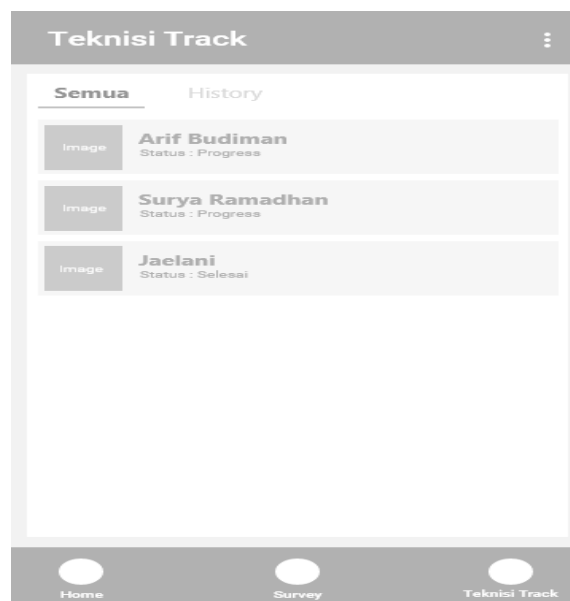 Teknisi Track
Semua
History
Image
Arif Budiman
Status : Progress
Image
Surya Ramadhan
Status : Progress
Image
Jaelani
Status : Selesai
Home
Survey
Teknisi Track